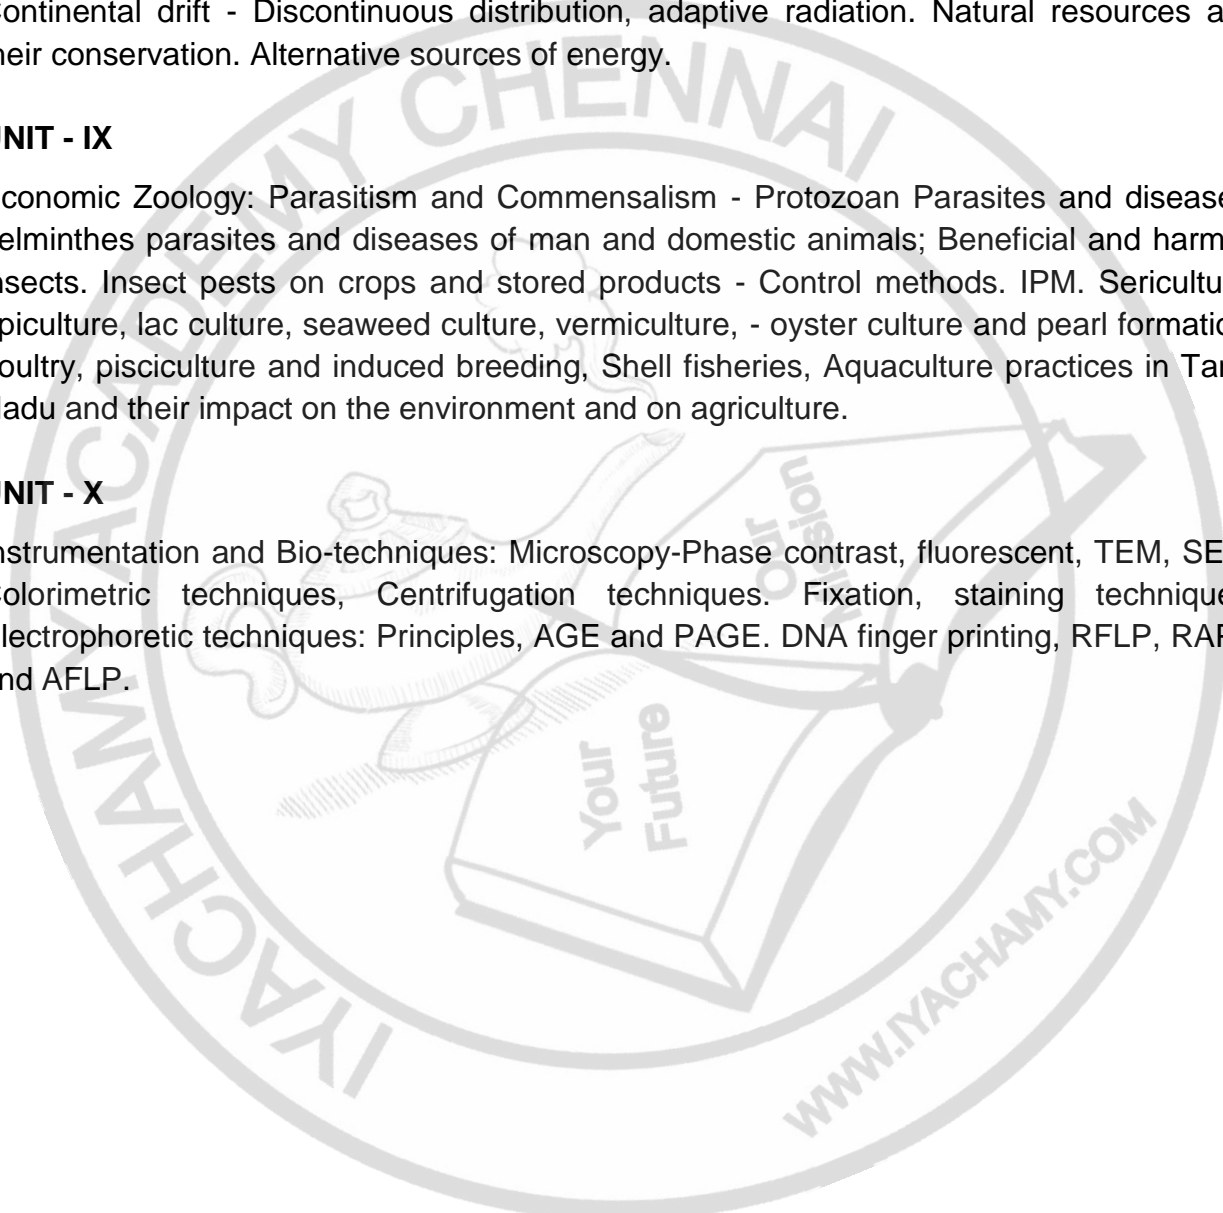 ontinental drift - Discontinuous distribution, adaptive radiation. Natural resources a
heir conservation. Alternative sources of energy.
NIT - IX
conomic Zoology: Parasitism and Commensalism - Protozoan Parasites and disease
elminthes parasites and diseases of man and domestic animals; Beneficial and harm
nsects. Insect pests on crops and stored products - Control methods. IPM. Sericultu
piculture, lac culture, seaweed culture, vermiculture, - oyster culture and pearl formatio
oultry, pisciculture and induced breeding, Shell fisheries, Aquaculture practices in Tam
Nadu and their impact on the environment and on agriculture.
UNIT - X
nstrumentation and Bio-techniques: Microscopy-Phase contrast, fluorescent, TEM, SE
Colorimetric techniques, Centrifugation techniques. Fixation, staining technique
lectrophoretic techniques: Principles, AGE and PAGE. DNA finger printing, RFLP, RAP
nd AFLP.
IYACHAMY ACADEMY CHENNAI
Our
Vision
Your
Future
WWW.IYACHAMY.COM